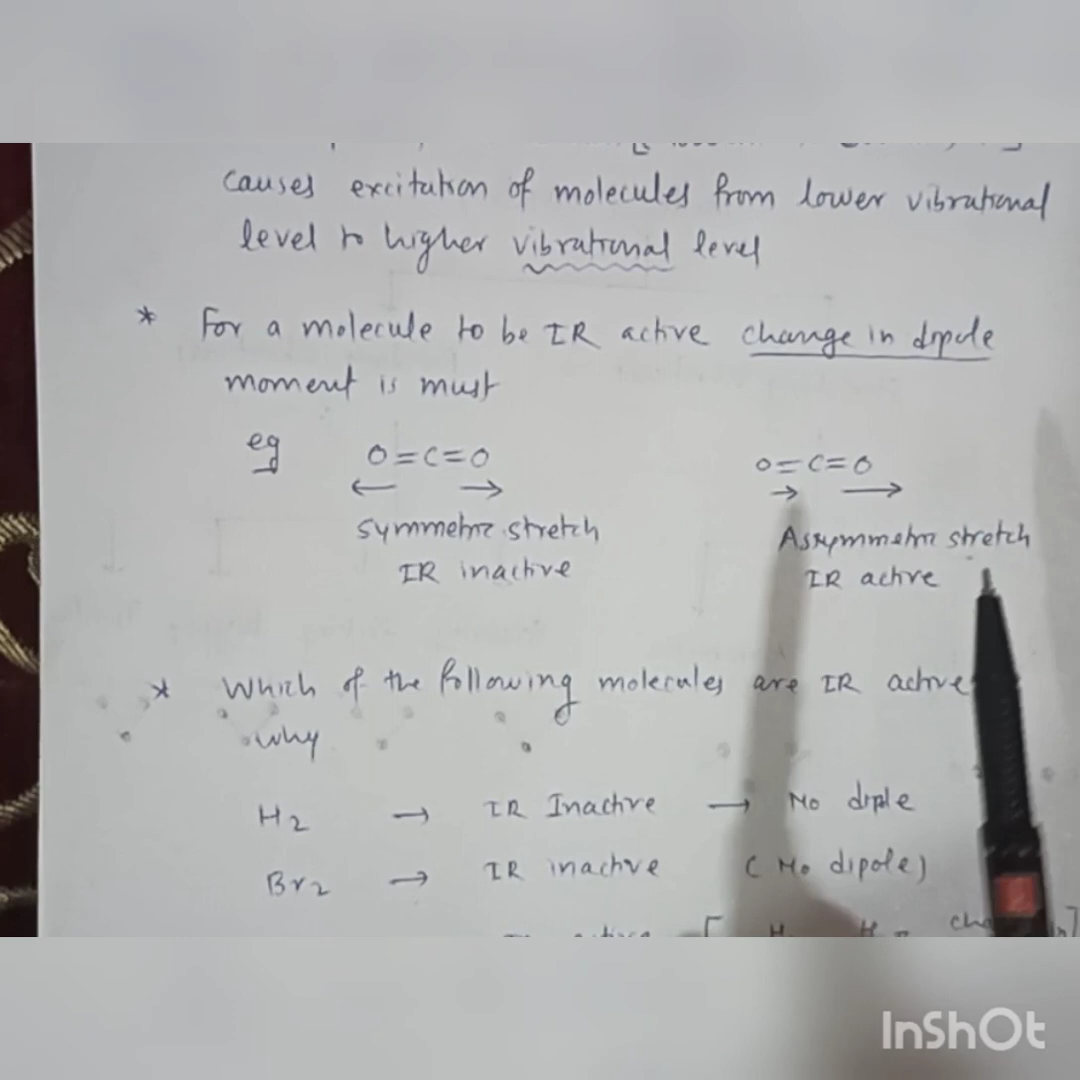 causes excitation of molecules from lower vibrational
level to higher vibrational level
* For a molecule to be IR active change in dipole
moment is must
eg O=C=O O=C=O
← → → →
symmetric stretch Assymmetric stretch
IR inactive IR active
* Which of the following molecules are IR active
why
H2 → IR Inactive → No diple
Br2 → IR inactive (No dipole)
InShOt